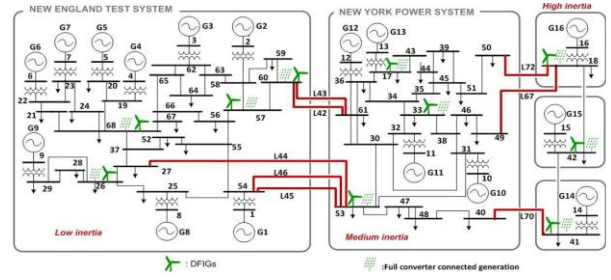 NEW ENGLAND TEST SYSTEM
NEW YORK POWER SYSTEM
High inertia
G7
G6
G5
G4
G3
G2
G12
G13
G16
7
6
5
4
3
2
59
12
13
43
39
50
L72
16
18
23
20
62
63
60
36
17
44
45
22
19
65
58
64
35
51
L67
21
24
66
L43
34
33
46
G9
68
67
56
57
L42
61
38
49
G15
15
9
52
55
30
32
31
42
37
L44
11
28
27
L46
G11
10
29
26
25
54
L45
53
47
G10
G14
8
1
48
40
L70
14
Low inertia
G8
G1
Medium inertia
41
: DFIGs
:Full converter connected generation